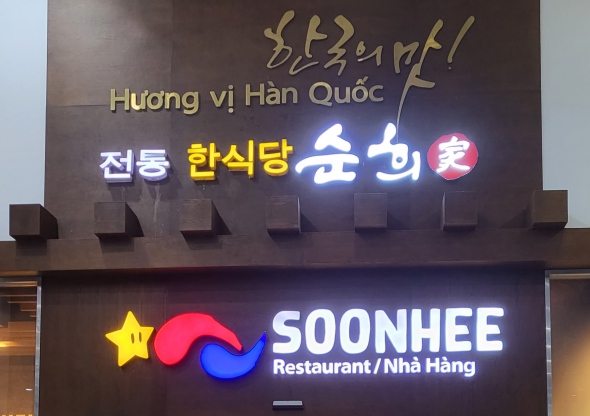 한국의 맛!
Hương vị Hàn Quốc
전통 한식당 순희 家
SOONHEE
Restaurant/Nhà Hàng